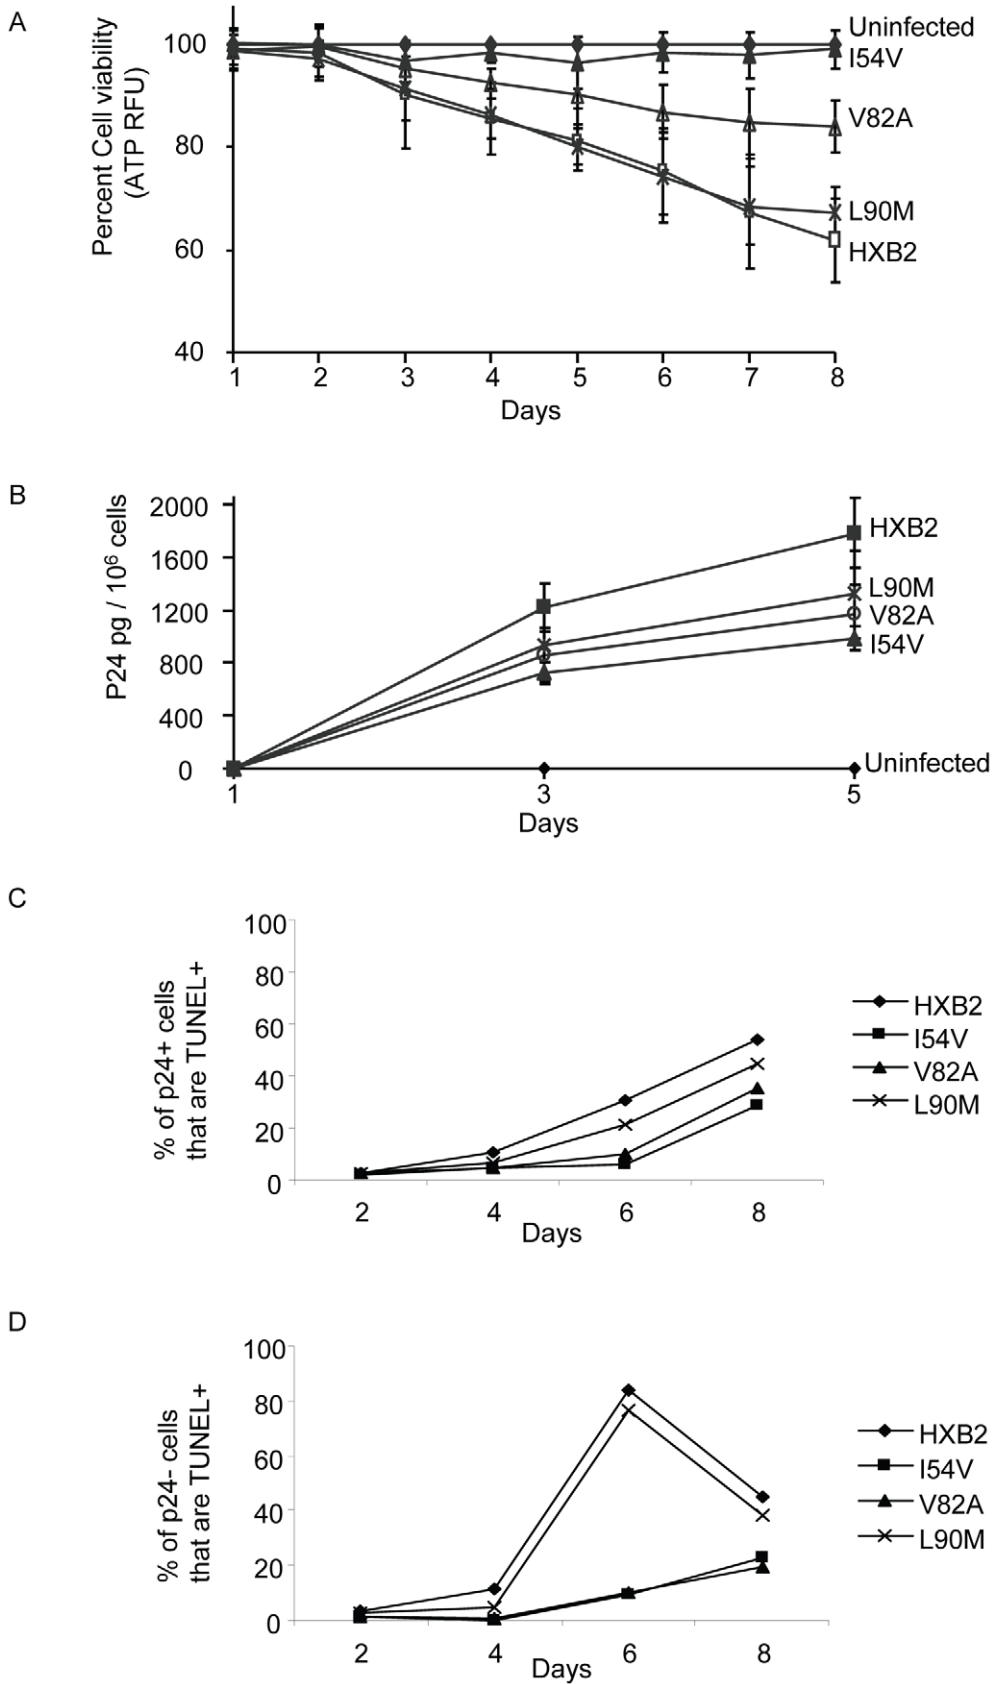 A
Percent Cell viability
(ATP RFU)
100
80
60
40
1 2 3 4 5 6 7 8
Days
Uninfected
I54V
V82A
L90M
HXB2
B
P24 pg / 10⁶ cells
2000
1600
1200
800
400
0
1 3 5
Days
HXB2
L90M
V82A
I54V
Uninfected
C
% of p24+ cells
that are TUNEL+
100
80
60
40
20
0
2 4 6 8
Days
HXB2
I54V
V82A
L90M
D
% of p24- cells
that are TUNEL+
100
80
60
40
20
0
2 4 6 8
Days
HXB2
I54V
V82A
L90M